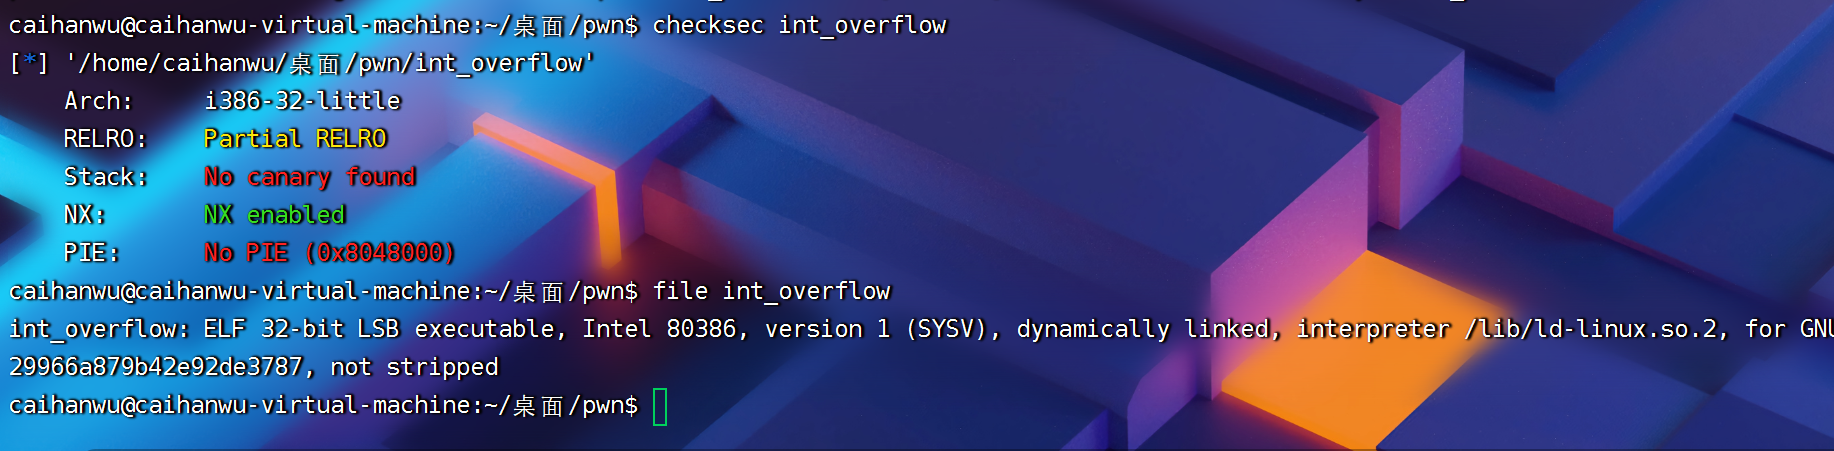 caihanwu@caihanwu-virtual-machine:~/桌面/pwn$ checksec int_overflow
[*] '/home/caihanwu/桌面/pwn/int_overflow'
    Arch:     i386-32-little
    RELRO:    Partial RELRO
    Stack:    No canary found
    NX:       NX enabled
    PIE:      No PIE (0x8048000)
caihanwu@caihanwu-virtual-machine:~/桌面/pwn$ file int_overflow
int_overflow: ELF 32-bit LSB executable, Intel 80386, version 1 (SYSV), dynamically linked, interpreter /lib/ld-linux.so.2, for GNU
29966a879b42e92de3787, not stripped
caihanwu@caihanwu-virtual-machine:~/桌面/pwn$